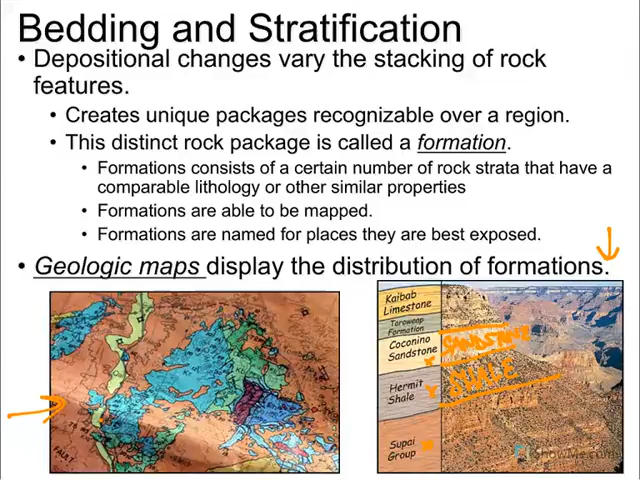 Bedding and Stratification
• Depositional changes vary the stacking of rock
features.
• Creates unique packages recognizable over a region.
• This distinct rock package is called a formation.
• Formations consists of a certain number of rock strata that have a
comparable lithology or other similar properties
• Formations are able to be mapped.
• Formations are named for places they are best exposed.
• Geologic maps display the distribution of formations.
FAULT
Kaibab
Limestone
Toroweap
Formation
Coconino
Sandstone
SANDSTONE
Hermit
Shale
SHALE
Supai
Group
ShowMe.com